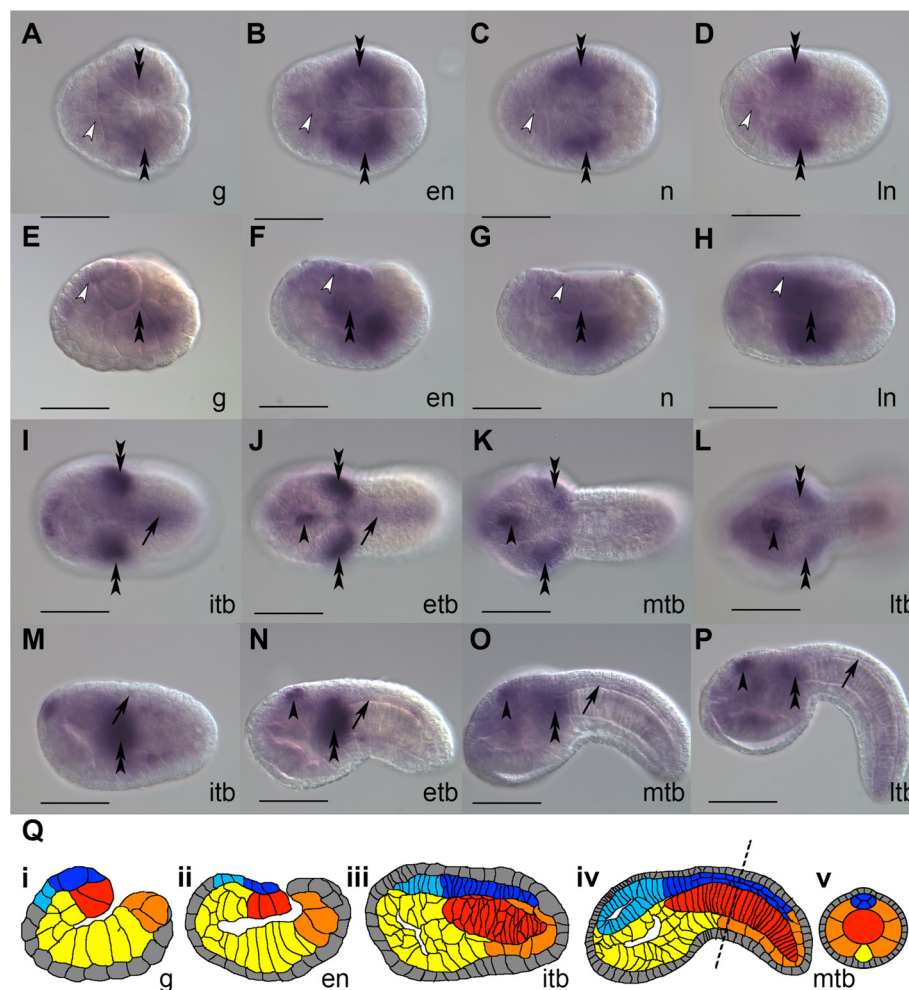 A B C D
g en n ln
E F G H
g en n ln
I J K L
itb etb mtb ltb
M N O P
itb etb mtb ltb
Q
i ii iii iv v
g en itb mtb